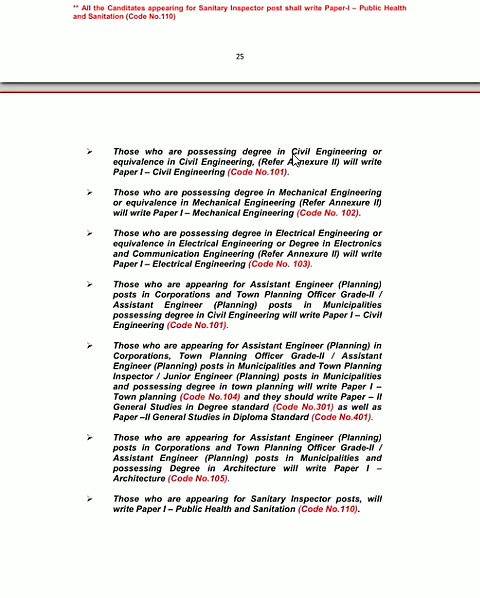 ** All the Canditates appearing for Sanitary Inspector post shall write Paper-I – Public Health
and Sanitation (Code No.110)
25
➢ Those who are possessing degree in Civil Engineering or
equivalence in Civil Engineering, (Refer Annexure II) will write
Paper I – Civil Engineering (Code No.101).
➢ Those who are possessing degree in Mechanical Engineering
or equivalence in Mechanical Engineering (Refer Annexure II)
will write Paper I – Mechanical Engineering (Code No. 102).
➢ Those who are possessing degree in Electrical Engineering or
equivalence in Electrical Engineering or Degree in Electronics
and Communication Engineering (Refer Annexure II) will write
Paper I – Electrical Engineering (Code No. 103).
➢ Those who are appearing for Assistant Engineer (Planning)
posts in Corporations and Town Planning Officer Grade-II /
Assistant Engineer (Planning) posts in Municipalities
possessing degree in Civil Engineering will write Paper I – Civil
Engineering (Code No.101).
➢ Those who are appearing for Assistant Engineer (Planning) in
Corporations, Town Planning Officer Grade-II / Assistant
Engineer (Planning) posts in Municipalities and Town Planning
Inspector / Junior Engineer (Planning) posts in Municipalities
and possessing degree in town planning will write Paper I –
Town planning (Code No.104) and they should write Paper – II
General Studies in Degree standard (Code No.301) as well as
Paper –II General Studies in Diploma Standard (Code No.401).
➢ Those who are appearing for Assistant Engineer (Planning)
posts in Corporations and Town Planning Officer Grade-II /
Assistant Engineer (Planning) posts in Municipalities and
possessing Degree in Architecture will write Paper I –
Architecture (Code No.105).
➢ Those who are appearing for Sanitary Inspector posts, will
write Paper I – Public Health and Sanitation (Code No.110).